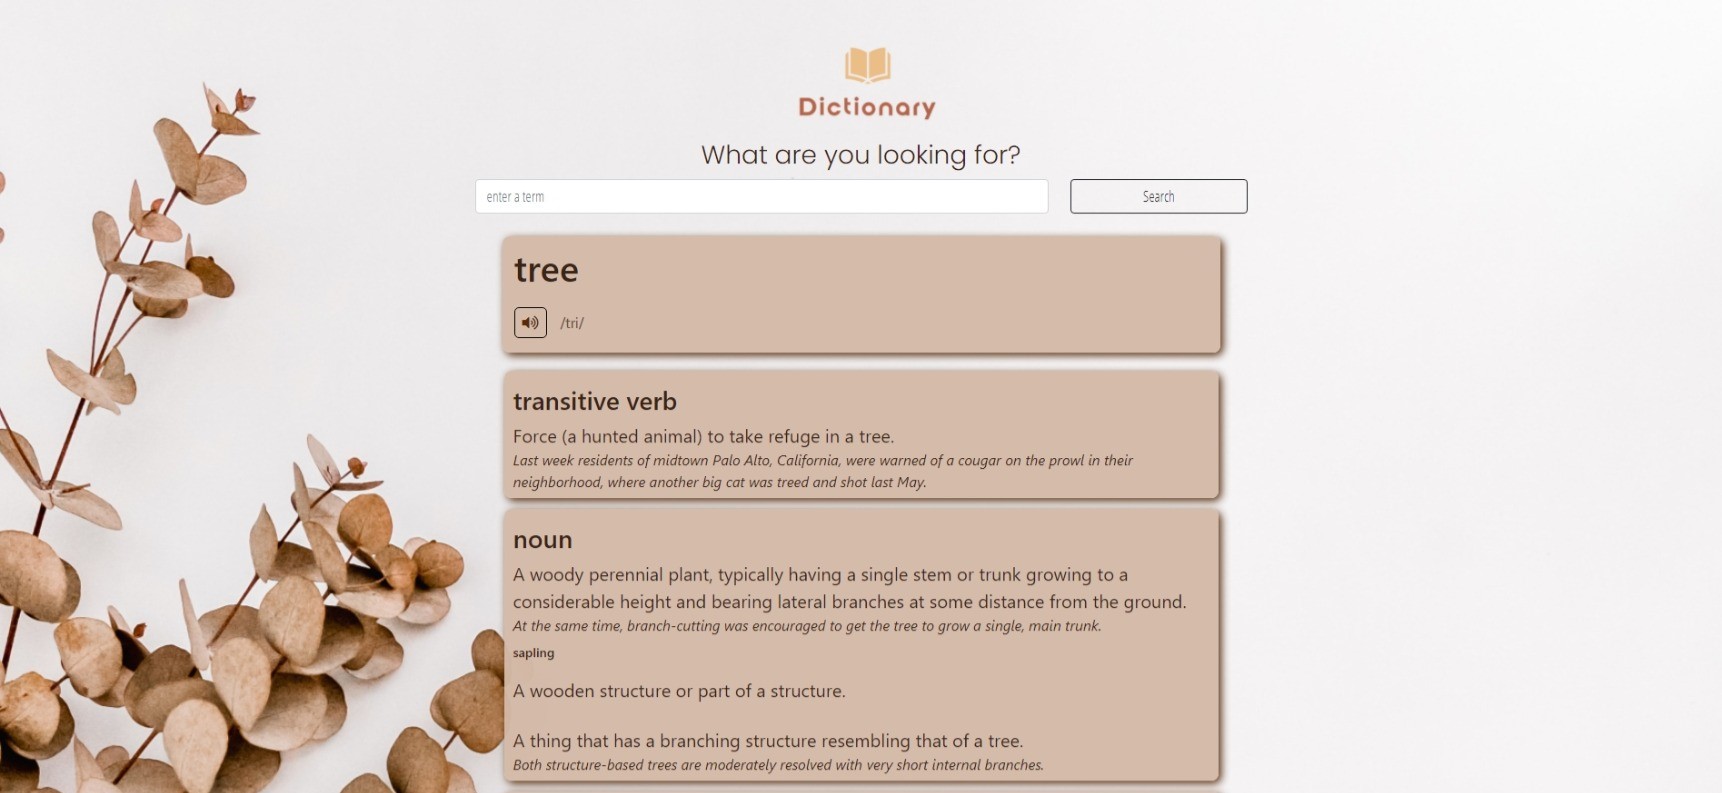 Dictionary
What are you looking for?
enter a term
Search
tree
/tri/
transitive verb
Force (a hunted animal) to take refuge in a tree.
Last week residents of midtown Palo Alto, California, were warned of a cougar on the prowl in their
neighborhood, where another big cat was treed and shot last May.
noun
A woody perennial plant, typically having a single stem or trunk growing to a
considerable height and bearing lateral branches at some distance from the ground.
At the same time, branch-cutting was encouraged to get the tree to grow a single, main trunk.
sapling
A wooden structure or part of a structure.
A thing that has a branching structure resembling that of a tree.
Both structure-based trees are moderately resolved with very short internal branches.